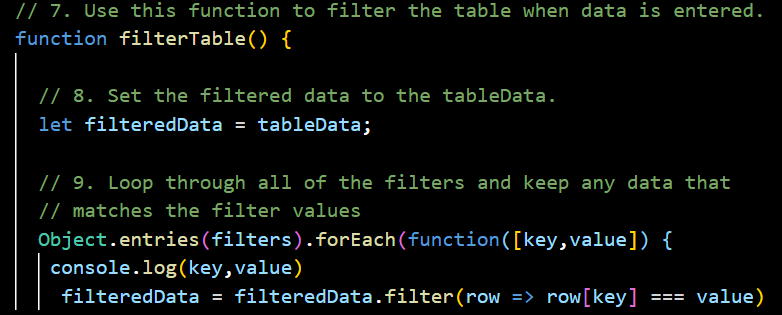 // 7. Use this function to filter the table when data is entered.
function filterTable() {
// 8. Set the filtered data to the tableData.
let filteredData = tableData;
// 9. Loop through all of the filters and keep any data that
// matches the filter values
Object.entries(filters).forEach(function([key,value]) {
console.log(key,value)
filteredData = filteredData.filter(row => row[key] === value)